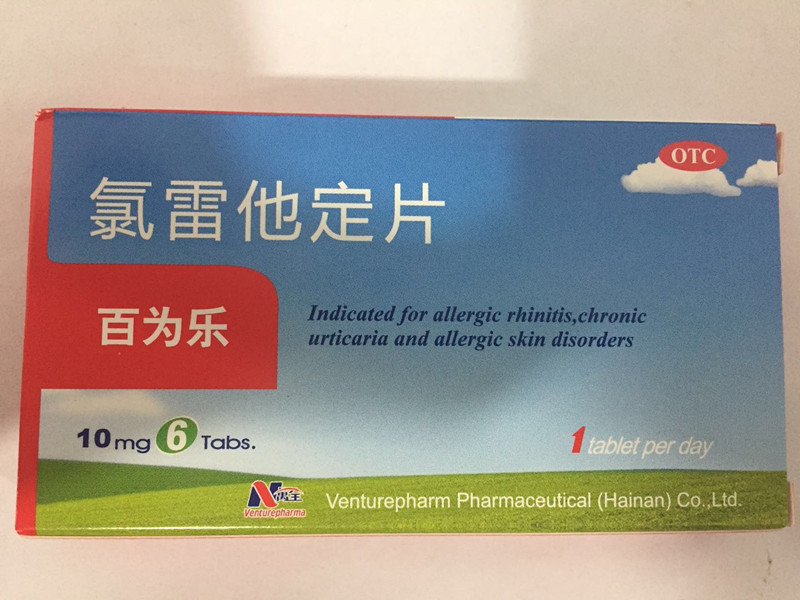 OTC
氯雷他定片
百为乐
Indicated for allergic rhinitis,chronic
urticaria and allergic skin disorders
10mg 6 Tabs.
1 tablet per day
Venturepharma
Venturepharm Pharmaceutical (Hainan) Co.,Ltd.